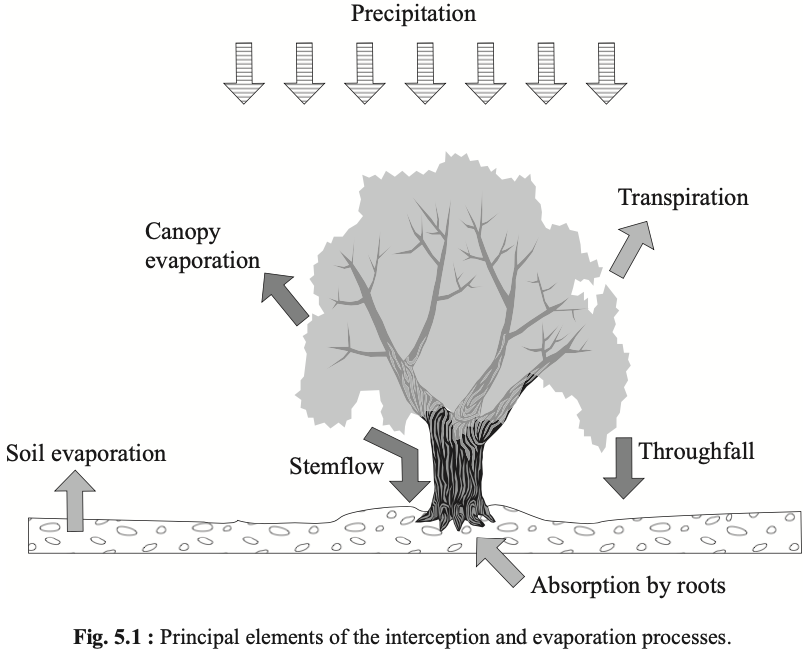 Precipitation
Transpiration
Canopy
evaporation
Soil evaporation
Stemflow
Throughfall
Absorption by roots
Fig. 5.1 : Principal elements of the interception and evaporation processes.